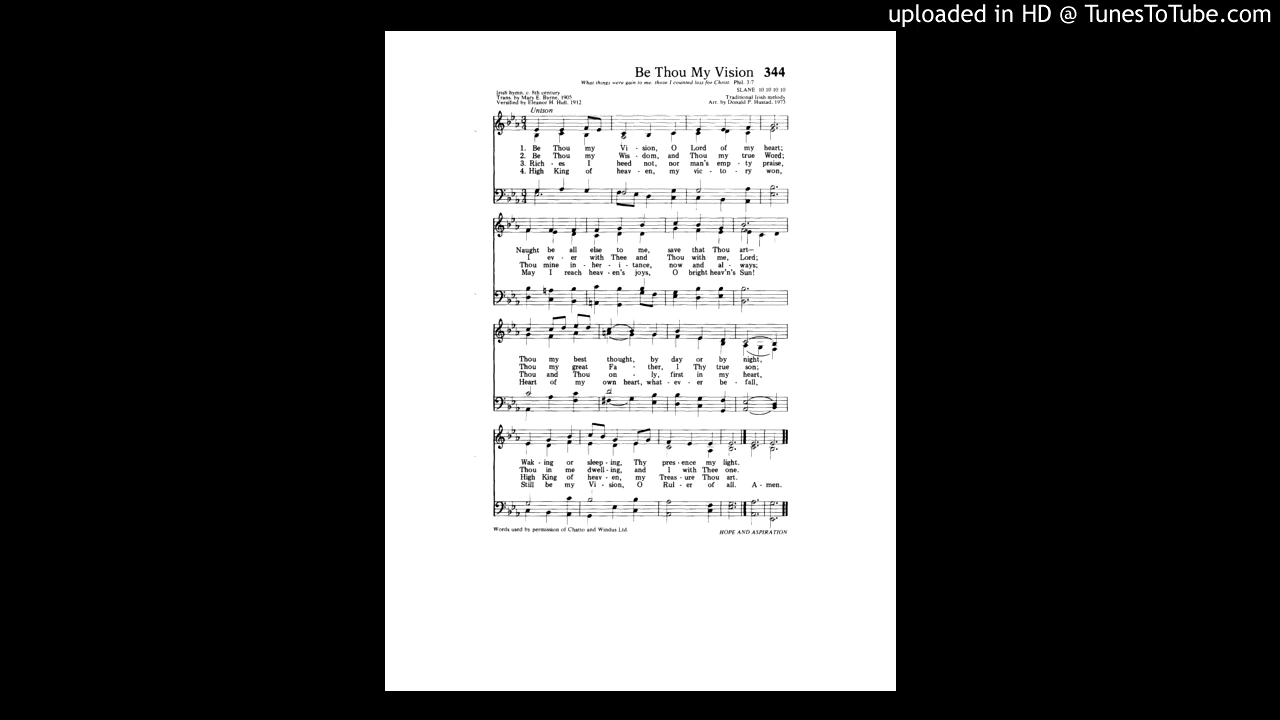 uploaded in HD @ TunesToTube.com
Be Thou My Vision 344
What things were gain to me, those I counted loss for Christ. Phil. 3:7
SLANE 10 10 10 10
Irish hymn, c. 8th century
Trans. by Mary E. Byrne, 1905
Versified by Eleanor H. Hull, 1912
Traditional Irish melody
Arr. by Donald P. Hustad, 1973
Unison
1. Be Thou my Vi - sion, O Lord of my heart;
2. Be Thou my Wis - dom, and Thou my true Word;
3. Rich - es I heed not, nor man's emp - ty praise,
4. High King of heav - en, my vic - to - ry won,
Naught be all else to me, save that Thou art—
I ev - er with Thee and Thou with me, Lord;
Thou mine in - her - i - tance, now and al - ways;
May I reach heav - en's joys, O bright heav'n's Sun!
Thou my best thought, by day or by night,
Thou my great Fa - ther, I Thy true son;
Thou and Thou on - ly, first in my heart,
Heart of my own heart, what - ev - er be - fall,
Wak - ing or sleep - ing, Thy pres - ence my light.
Thou in me dwell - ing, and I with Thee one.
High King of heav - en, my Treas - ure Thou art.
Still be my Vi - sion, O Rul - er of all. A - men.
Words used by permission of Chatto and Windus Ltd.
HOPE AND ASPIRATION